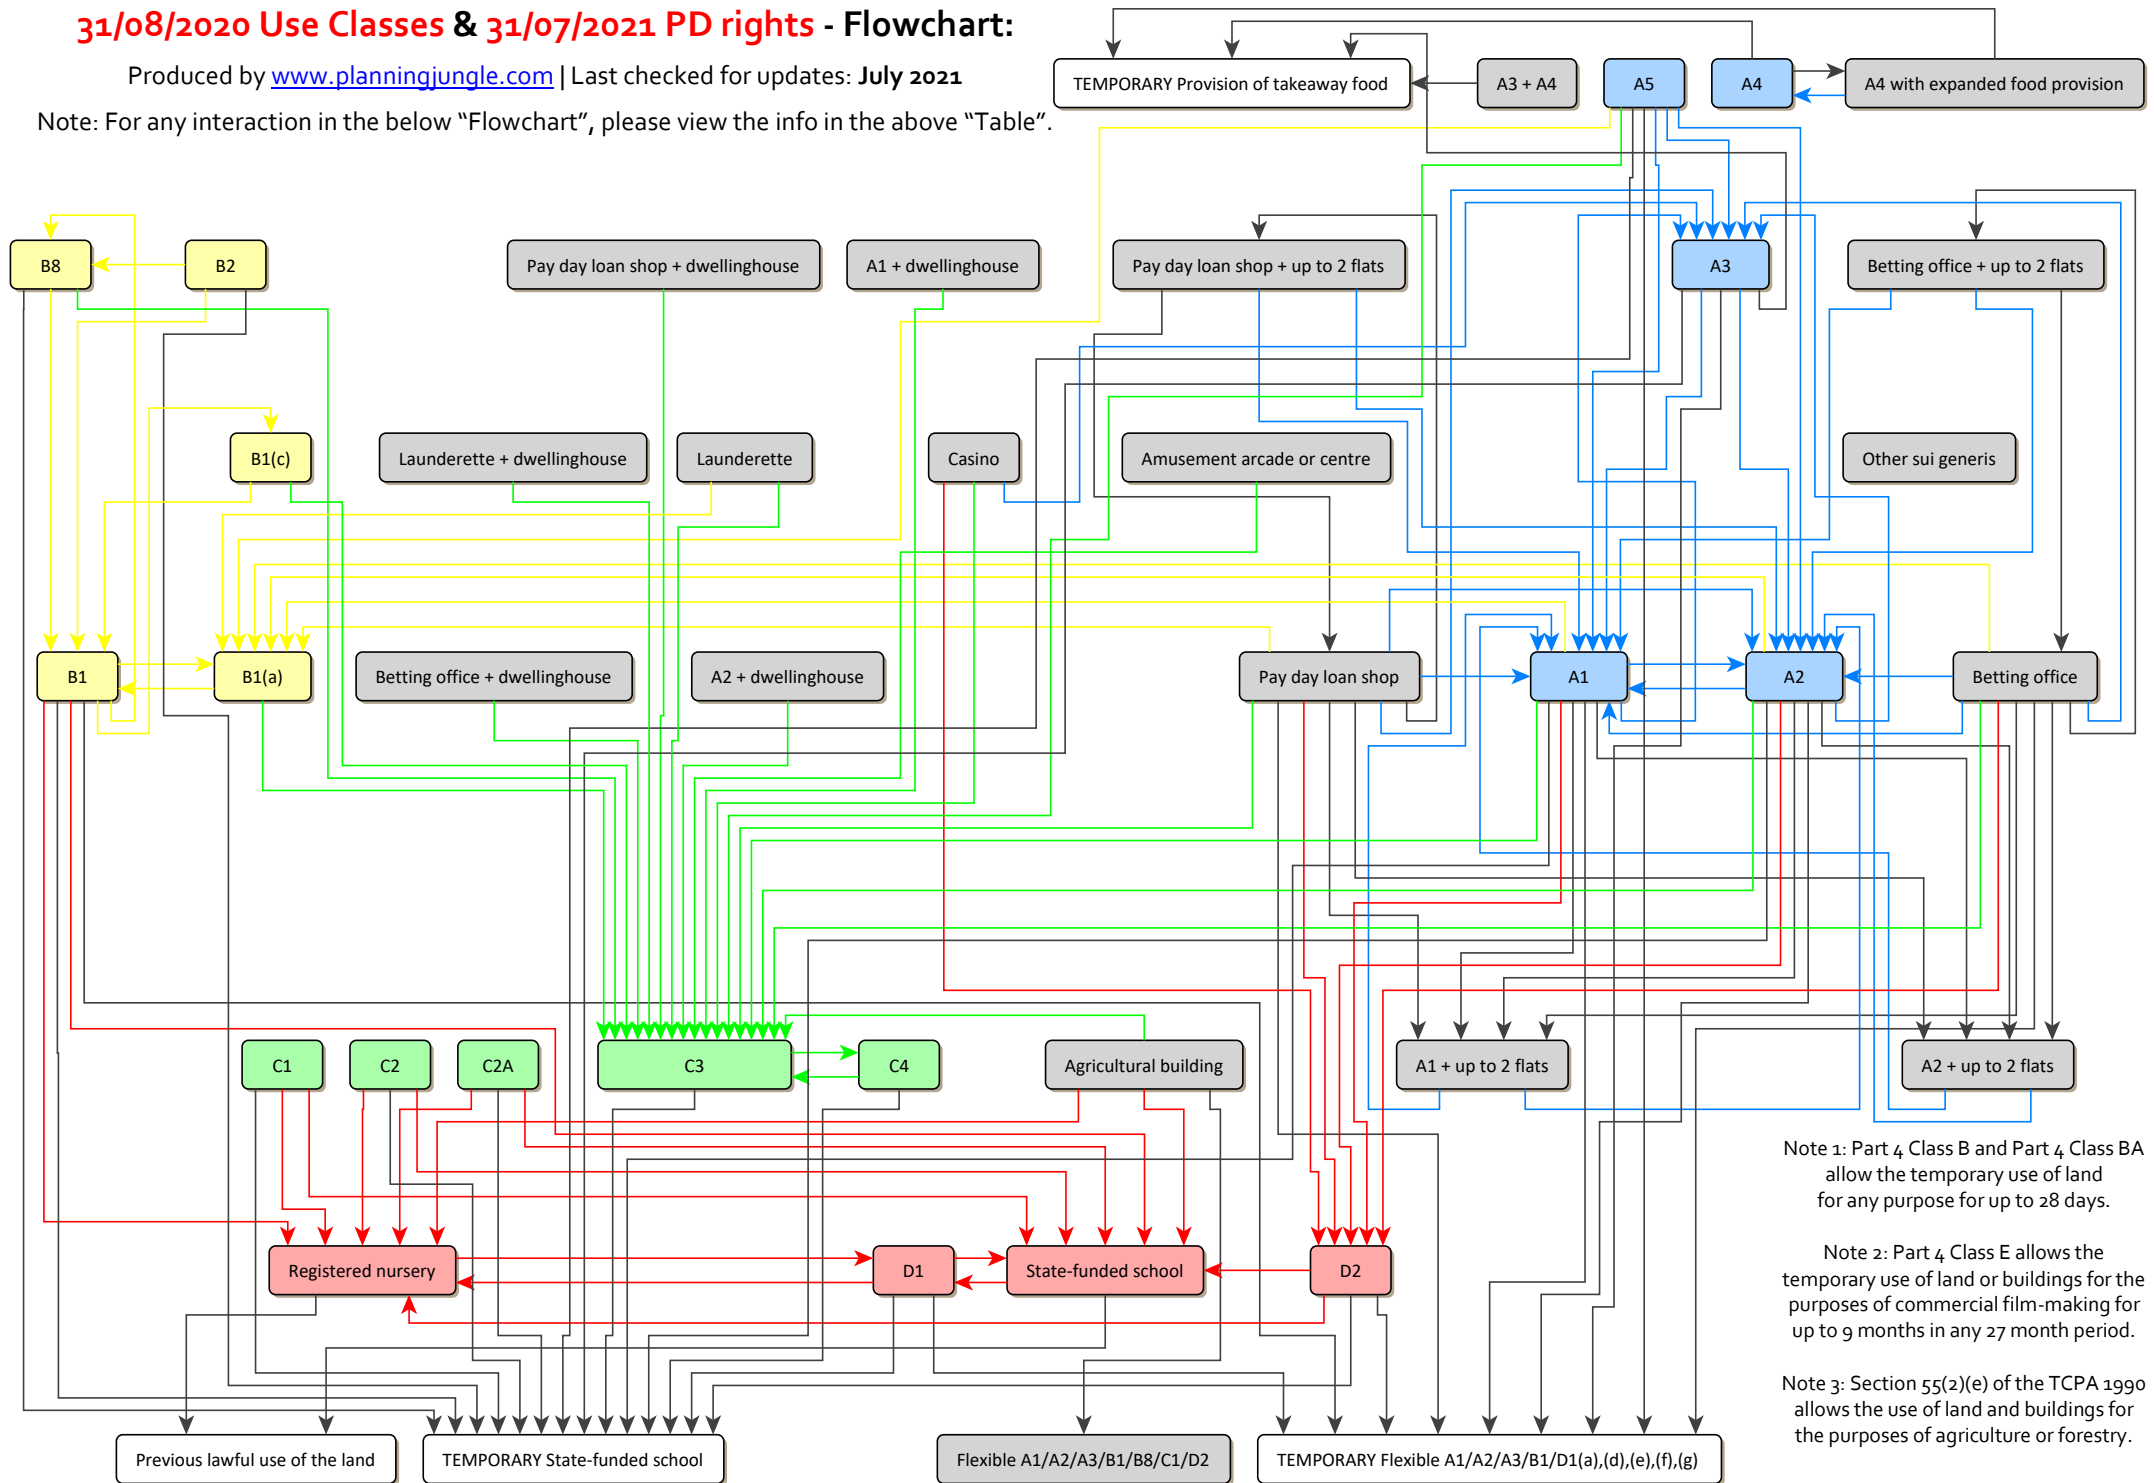 31/08/2020 Use Classes & 31/07/2021 PD rights - Flowchart:
Produced by www.planningjungle.com | Last checked for updates: July 2021
Note: For any interaction in the below “Flowchart”, please view the info in the above “Table”.
TEMPORARY Provision of takeaway food
A3 + A4
A5
A4
A4 with expanded food provision
B8
B2
Pay day loan shop + dwellinghouse
A1 + dwellinghouse
Pay day loan shop + up to 2 flats
A3
Betting office + up to 2 flats
B1(c)
Launderette + dwellinghouse
Launderette
Casino
Amusement arcade or centre
Other sui generis
B1
B1(a)
Betting office + dwellinghouse
A2 + dwellinghouse
Pay day loan shop
A1
A2
Betting office
C1
C2
C2A
C3
C4
Agricultural building
A1 + up to 2 flats
A2 + up to 2 flats
Note 1: Part 4 Class B and Part 4 Class BA
allow the temporary use of land
for any purpose for up to 28 days.
Registered nursery
D1
State-funded school
D2
Note 2: Part 4 Class E allows the
temporary use of land or buildings for the
purposes of commercial film-making for
up to 9 months in any 27 month period.
Note 3: Section 55(2)(e) of the TCPA 1990
allows the use of land and buildings for
the purposes of agriculture or forestry.
Previous lawful use of the land
TEMPORARY State-funded school
Flexible A1/A2/A3/B1/B8/C1/D2
TEMPORARY Flexible A1/A2/A3/B1/D1(a),(d),(e),(f),(g)